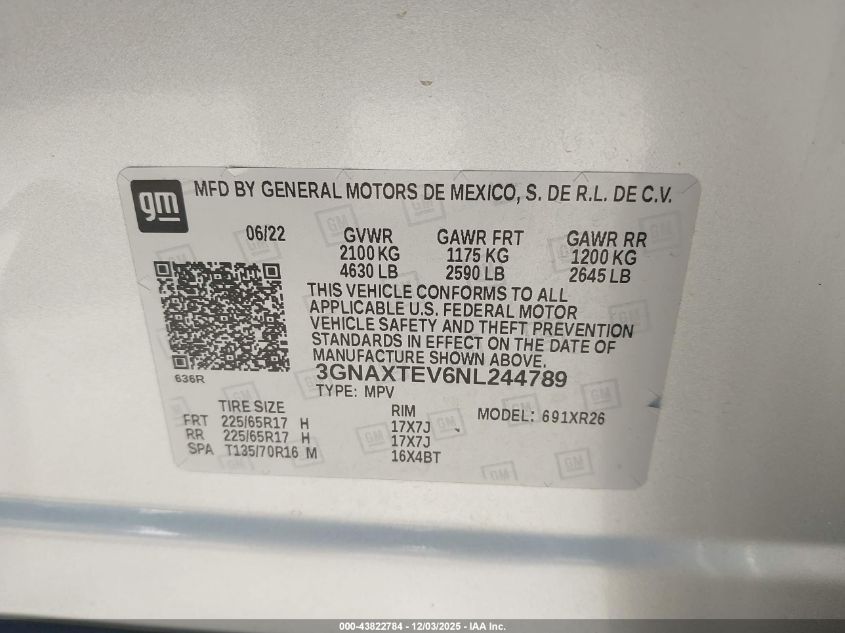 gm MFD BY GENERAL MOTORS DE MEXICO, S. DE R.L. DE C.V.
06/22 GVWR GAWR FRT GAWR RR
2100 KG 1175 KG 1200 KG
4630 LB 2590 LB 2645 LB
THIS VEHICLE CONFORMS TO ALL
APPLICABLE U.S. FEDERAL MOTOR
VEHICLE SAFETY AND THEFT PREVENTION
STANDARDS IN EFFECT ON THE DATE OF
MANUFACTURE SHOWN ABOVE.
636R
3GNAXTEV6NL244789
TYPE: MPV
TIRE SIZE RIM MODEL: 691XR26
FRT 225/65R17 H 17X7J
RR 225/65R17 H 17X7J
SPA T135/70R16 M 16X4BT
000-43822784 - 12/03/2025 - IAA Inc.